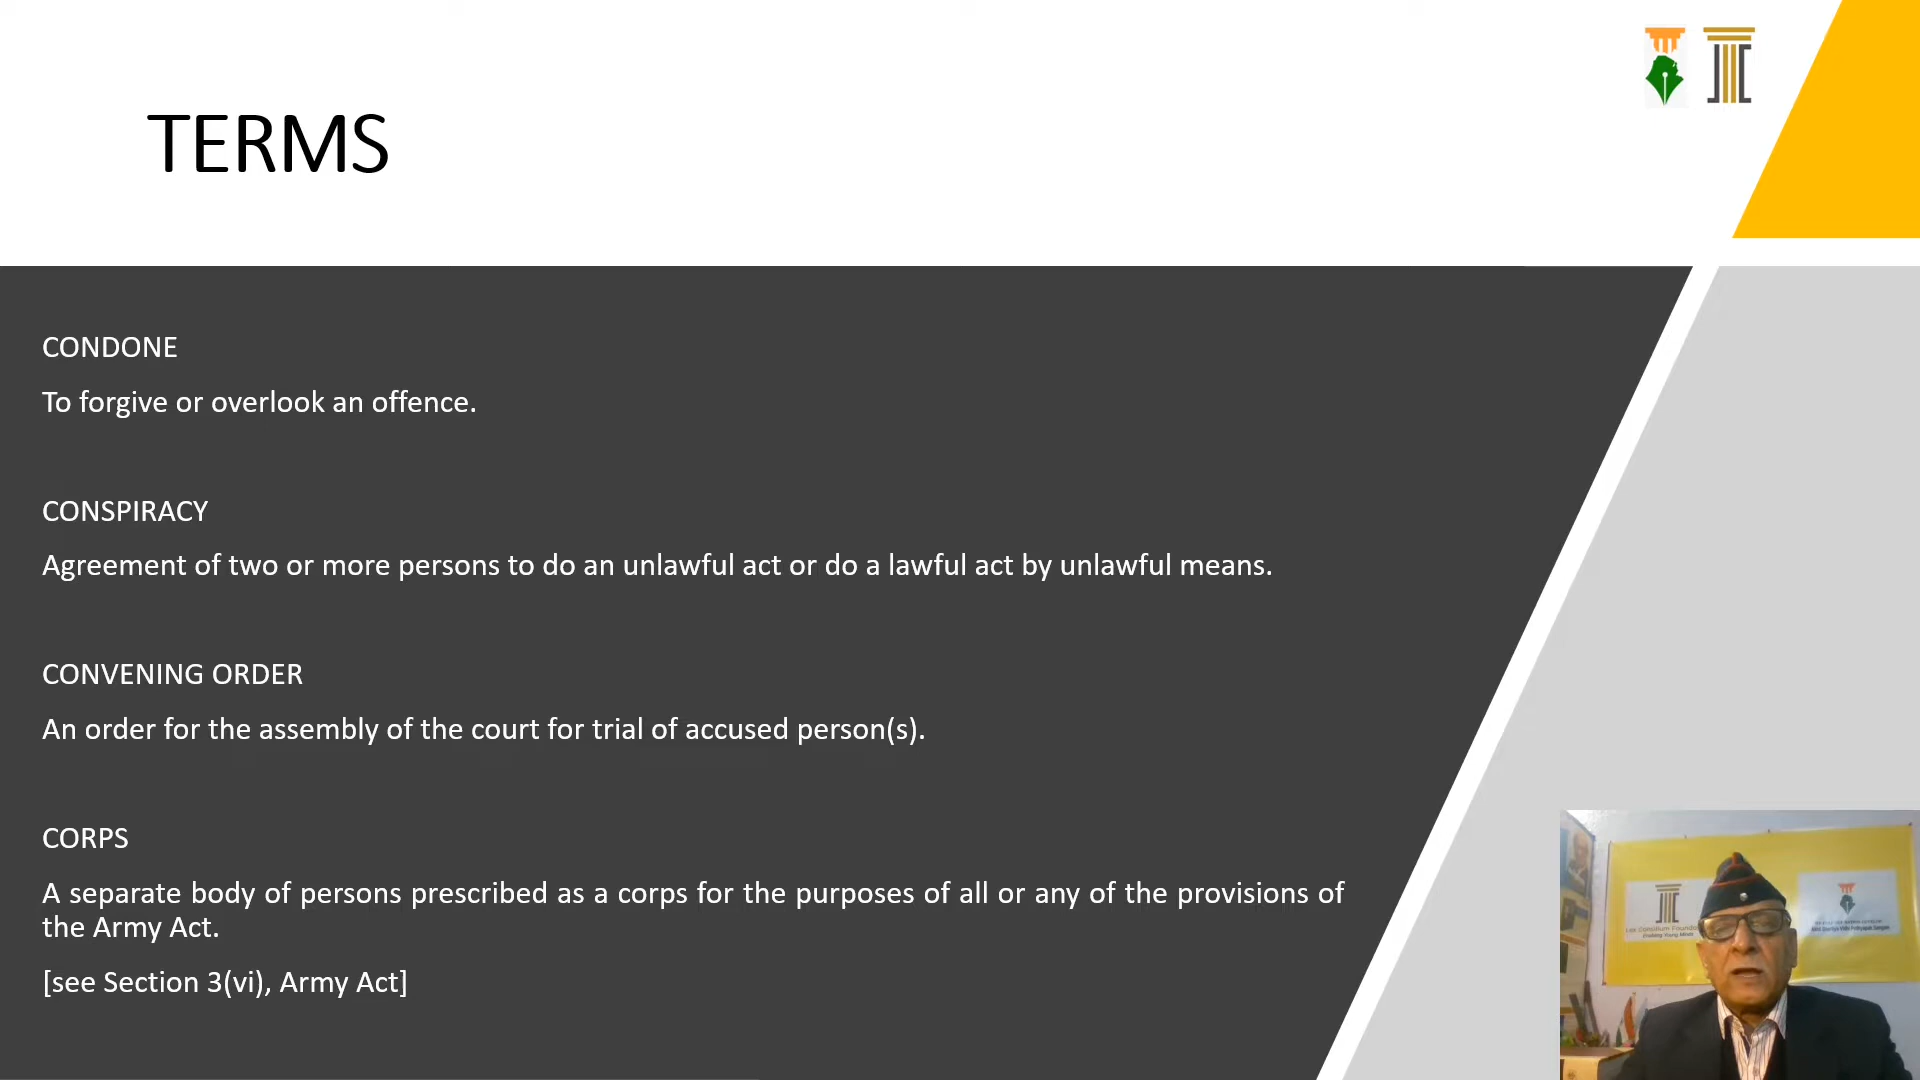 TERMS
CONDONE
To forgive or overlook an offence.
CONSPIRACY
Agreement of two or more persons to do an unlawful act or do a lawful act by unlawful means.
CONVENING ORDER
An order for the assembly of the court for trial of accused person(s).
CORPS
A separate body of persons prescribed as a corps for the purposes of all or any of the provisions of
the Army Act.
[see Section 3(vi), Army Act]